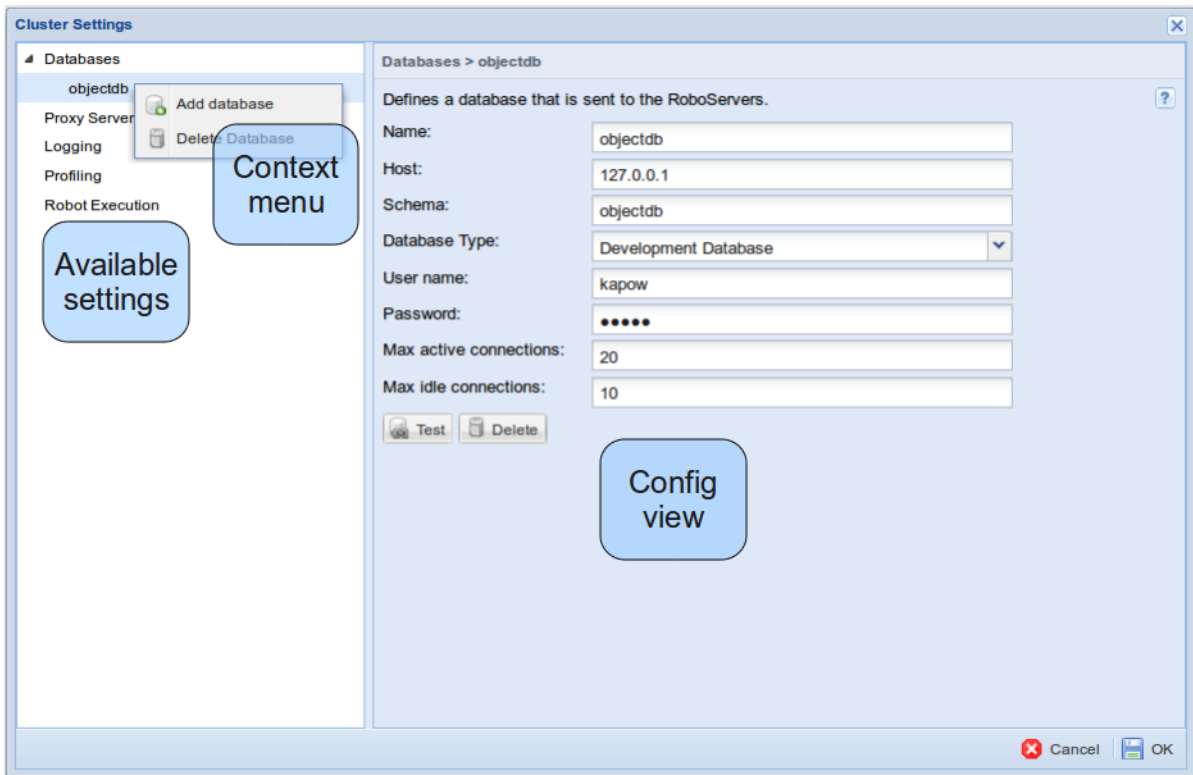 Cluster Settings
Databases
objectdb
Add database
Delete Database
Proxy Server
Logging
Profiling
Robot Execution
Context
menu
Available
settings
Databases > objectdb
Defines a database that is sent to the RoboServers.
?
Name: objectdb
Host: 127.0.0.1
Schema: objectdb
Database Type: Development Database
User name: kapow
Password: •••••
Max active connections: 20
Max idle connections: 10
Test Delete
Config
view
Cancel OK